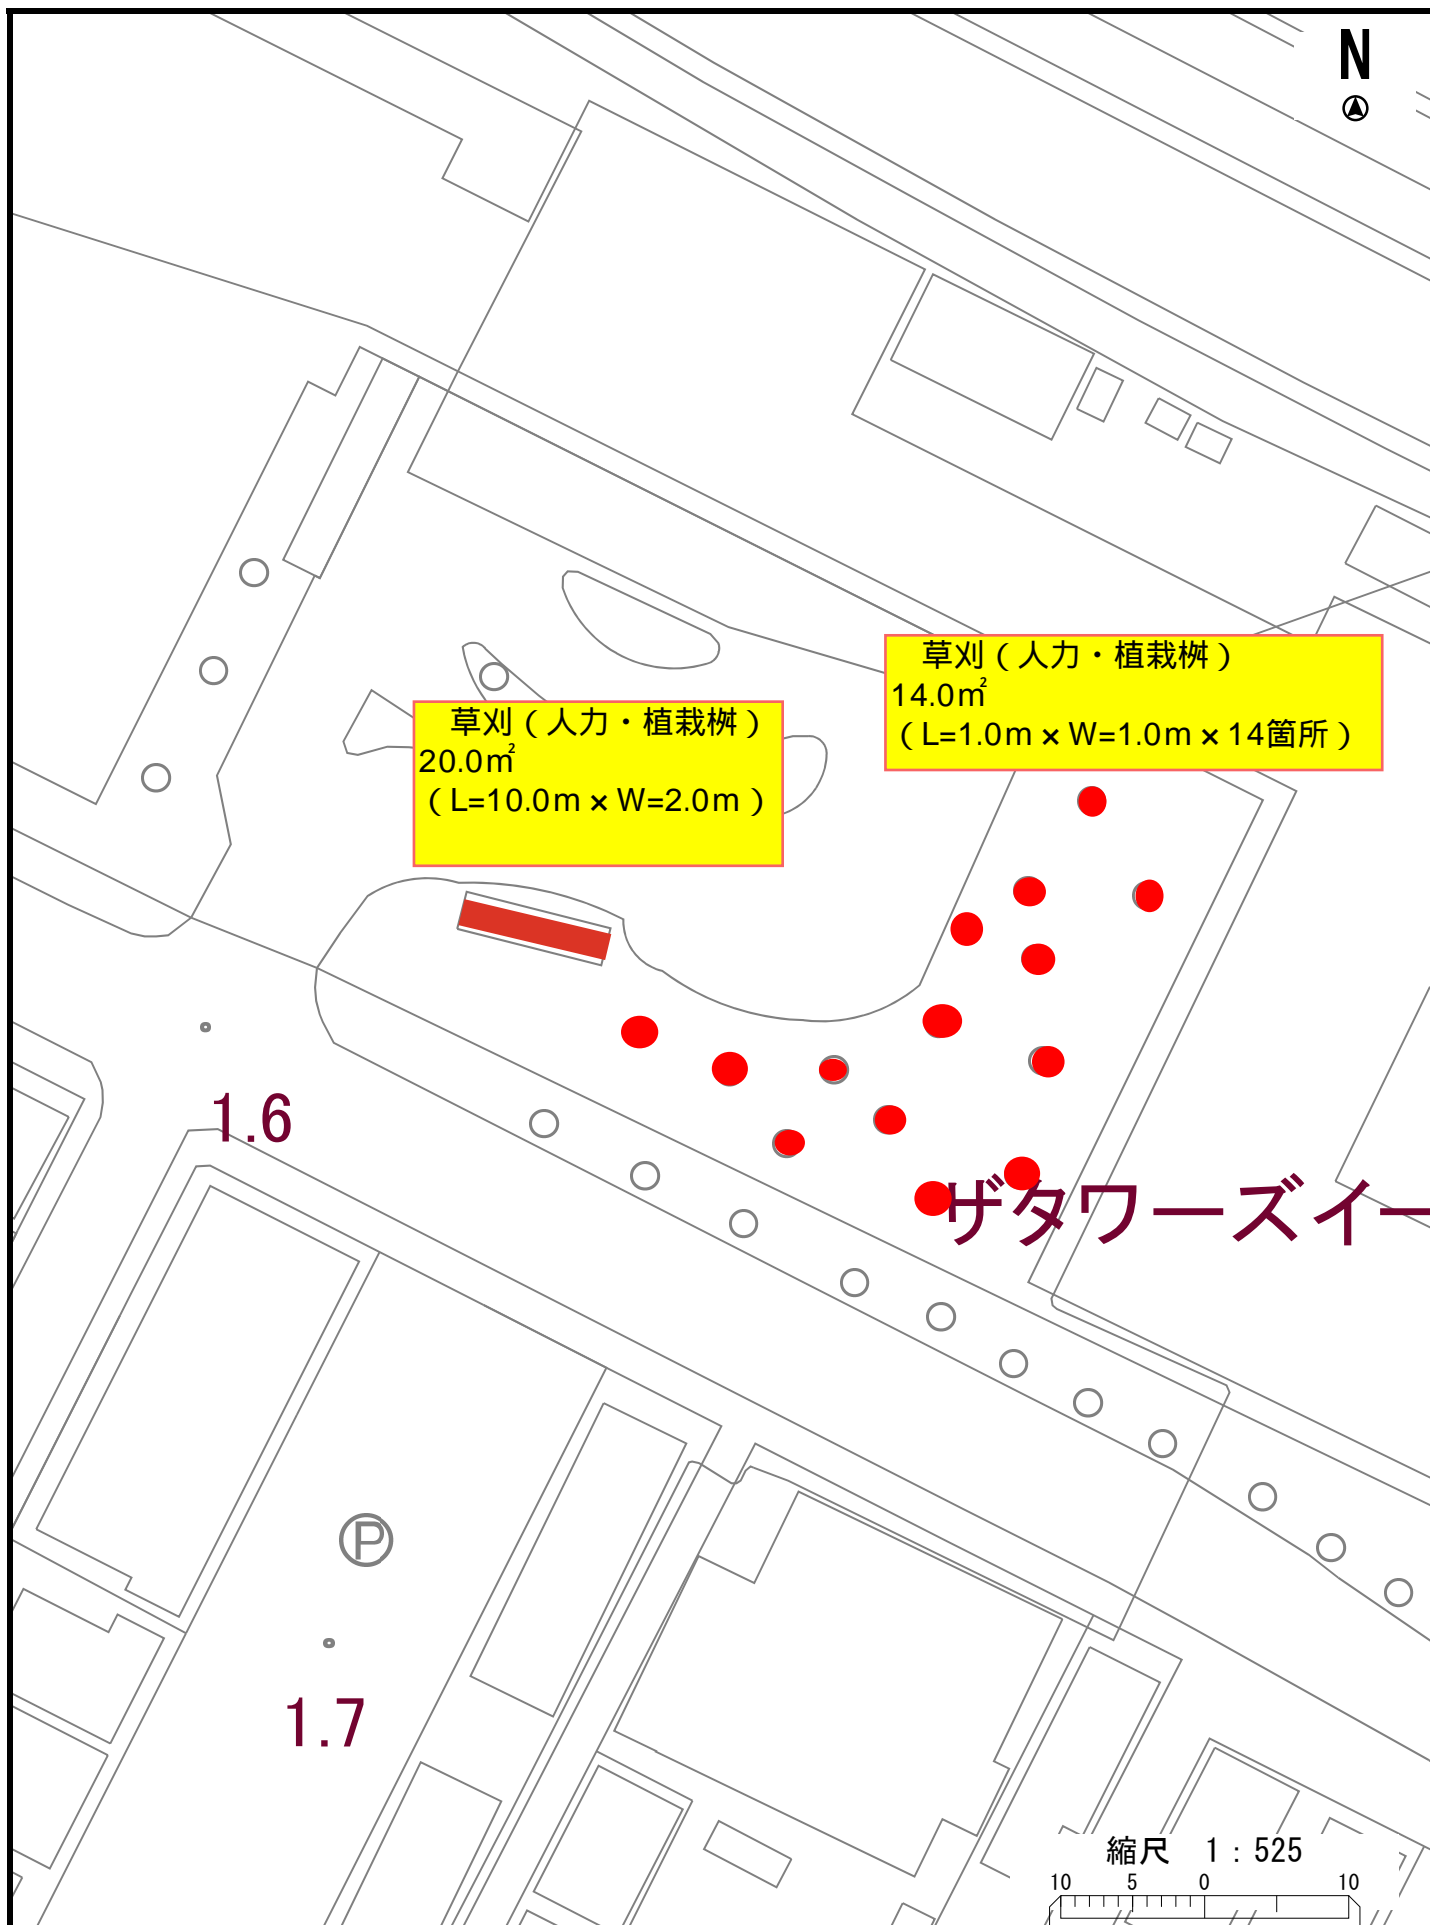 N
草刈（人力・植栽桝）
14.0㎡
（L=1.0m×W=1.0m×14箇所）
草刈（人力・植栽桝）
20.0㎡
（L=10.0m×W=2.0m）
1.6
ザタワーズイー
P
1.7
縮尺 1：525
10 5 0 10